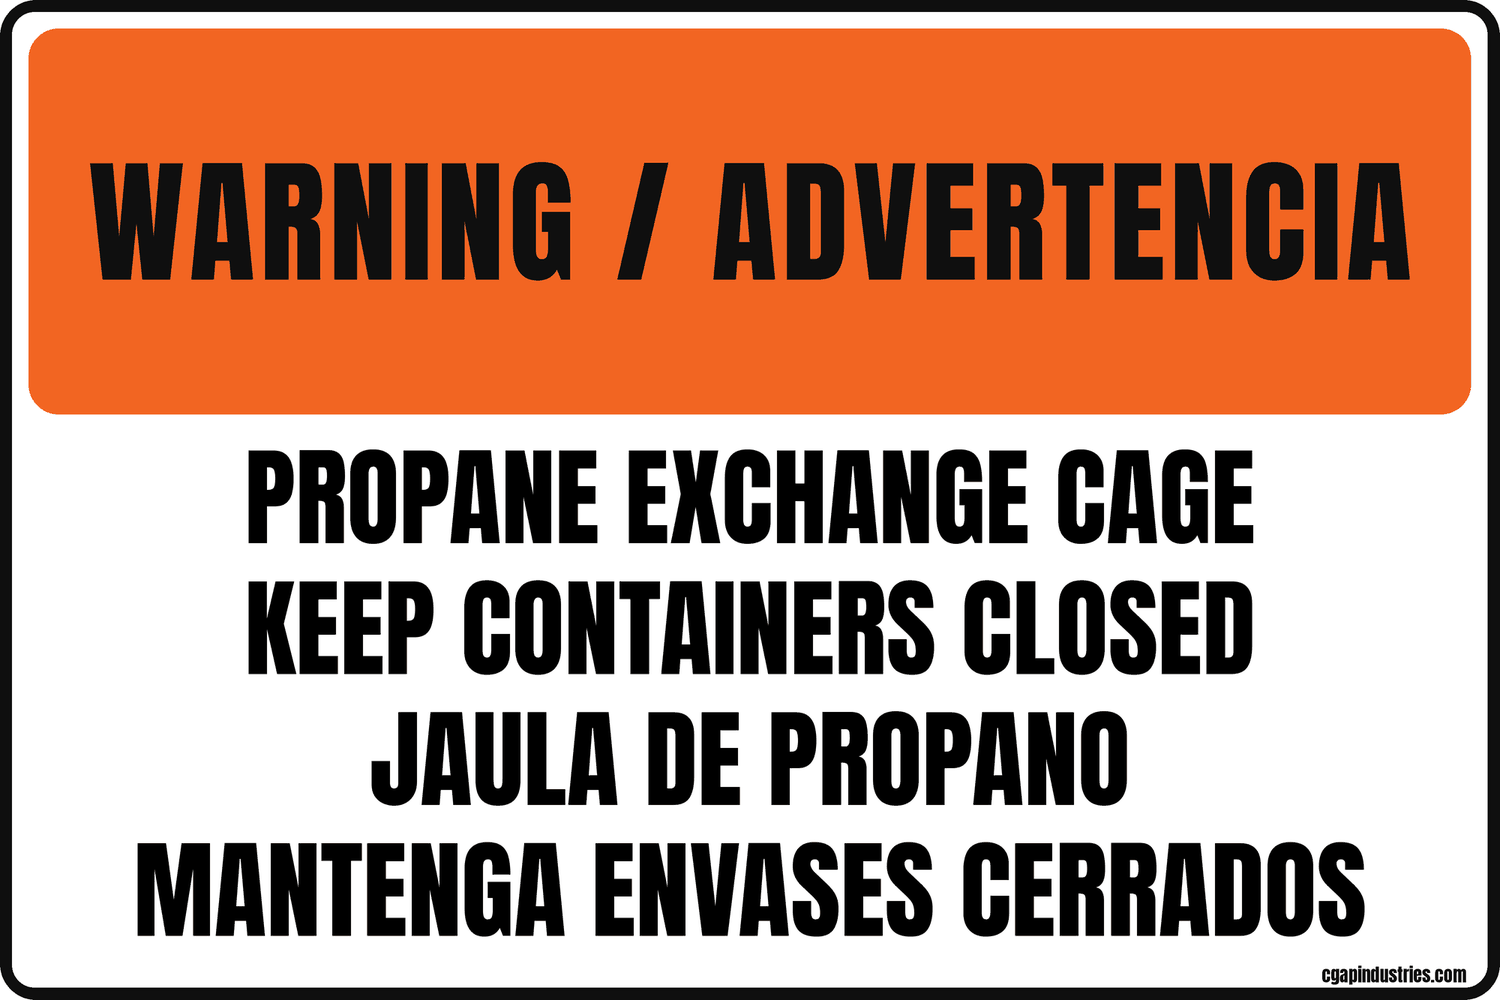 WARNING / ADVERTENCIA
PROPANE EXCHANGE CAGE
KEEP CONTAINERS CLOSED
JAULA DE PROPANO
MANTENGA ENVASES CERRADOS
cgapindustries.com